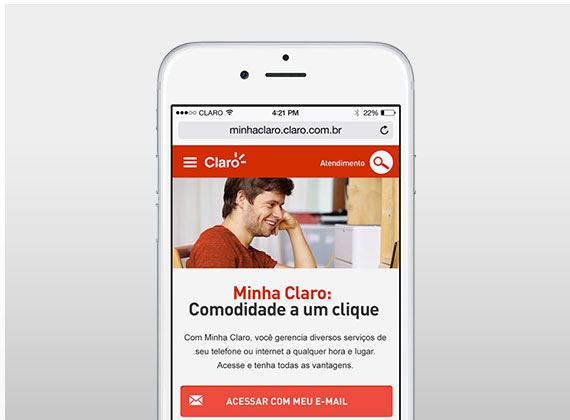 CLARO 4:21 PM 22%
minhaclaro.claro.com.br
Claro Atendimento
Minha Claro:
Comodidade a um clique
Com Minha Claro, você gerencia diversos serviços de
seu telefone ou internet a qualquer hora e lugar.
Acesse e tenha todas as vantagens.
ACESSAR COM MEU E-MAIL